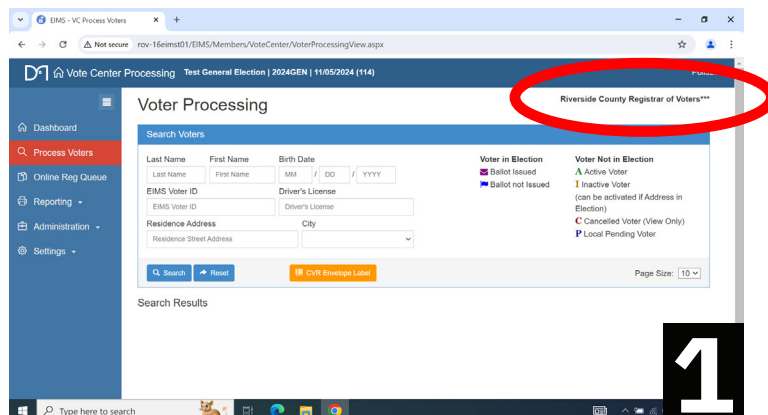 EIMS - VC Process Voters
Not secure rov-16eimst01/EIMS/Members/VoteCenter/VoterProcessingView.aspx
Vote Center Processing Test General Election | 2024GEN | 11/05/2024 (114)
Voter Processing
Riverside County Registrar of Voters***
Dashboard
Process Voters
Online Reg Queue
Reporting
Administration
Settings
Search Voters
Last Name First Name Birth Date
Last Name First Name MM / DD / YYYY
EIMS Voter ID Driver's License
EIMS Voter ID Driver's License
Residence Address City
Residence Street Address
Voter in Election
Ballot Issued
Ballot not Issued
Voter Not in Election
A Active Voter
I Inactive Voter
(can be activated if Address in
Election)
C Cancelled Voter (View Only)
P Local Pending Voter
Search Reset CVR Envelope Label
Page Size: 10
Search Results
Type here to search
1